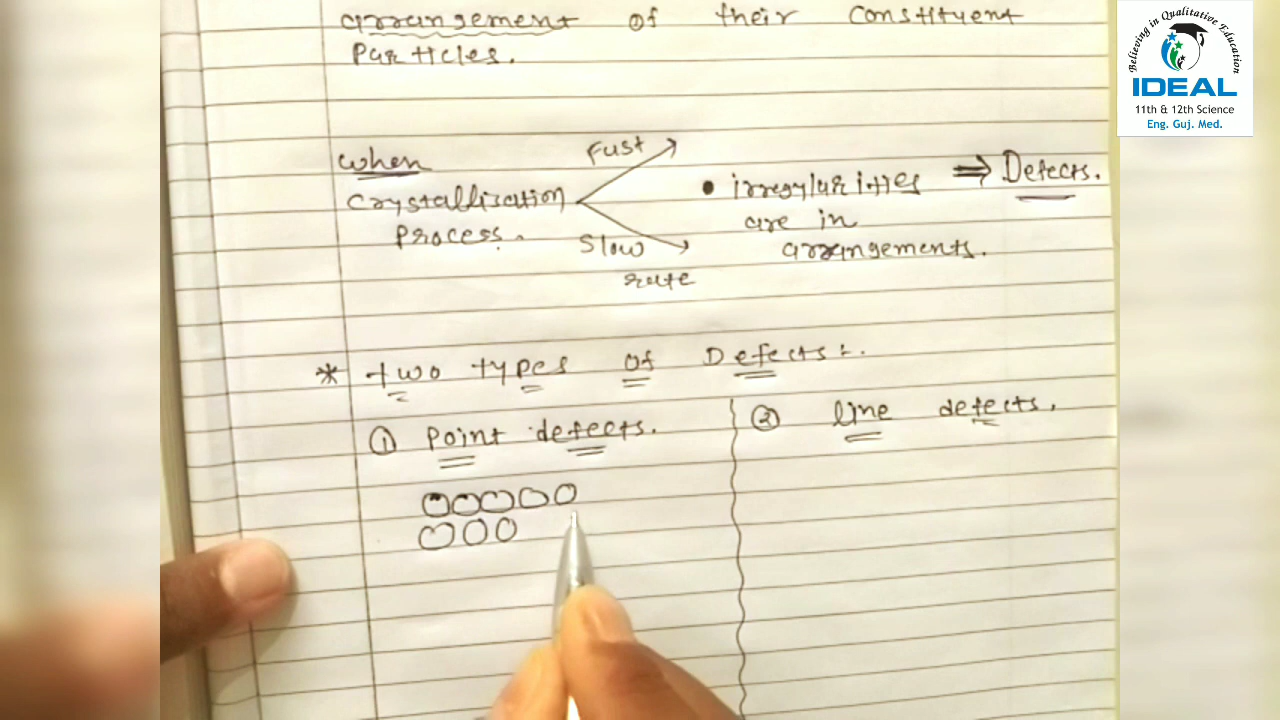 arrangement of their constituent
particles.
when
crystallisation
process.
Fast
Slow
rate
• irregularities
are in
arrangements.
⇒ Defects.
* two types of Defects:.
① Point defects.
② line defects.
Believing in Qualitative Education
IDEAL
11th & 12th Science
Eng. Guj. Med.